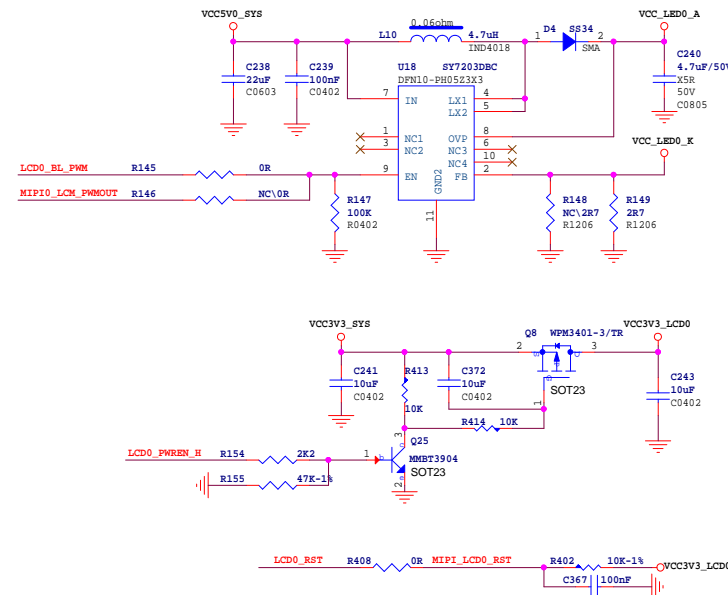 VCC5V0_SYS
VCC_LED0_A
0.06ohm
L10
4.7uH
IND4018
D4
SS34
1
2
SMA
C238
22uF
C0603
C239
100nF
C0402
U18
SY7203DBC
DFN10-PH05Z3X3
C240
4.7uF/50V
X5R
50V
C0805
7
IN
LX1
4
LX2
5
1
NC1
OVP
8
3
NC2
NC3
6
NC4
10
9
EN
FB
2
GND2
11
VCC_LED0_K
LCD0_BL_PWM
R145
0R
MIPI0_LCM_PWMOUT
R146
NC\0R
R147
100K
R0402
R148
NC\2R7
R1206
R149
2R7
R1206
VCC3V3_SYS
Q8
WPM3401-3/TR
VCC3V3_LCD0
2
3
S
D
G
1
SOT23
C241
10uF
C0402
R413
10K
C372
10uF
C0402
C243
10uF
C0402
R414
10K
3
Q25
c
LCD0_PWREN_H
R154
2K2
1
b
MMBT3904
SOT23
e
2
R155
47K-1%
LCD0_RST
R408
0R
MIPI_LCD0_RST
R402
10K-1%
VCC3V3_LCD0
C367
100nF